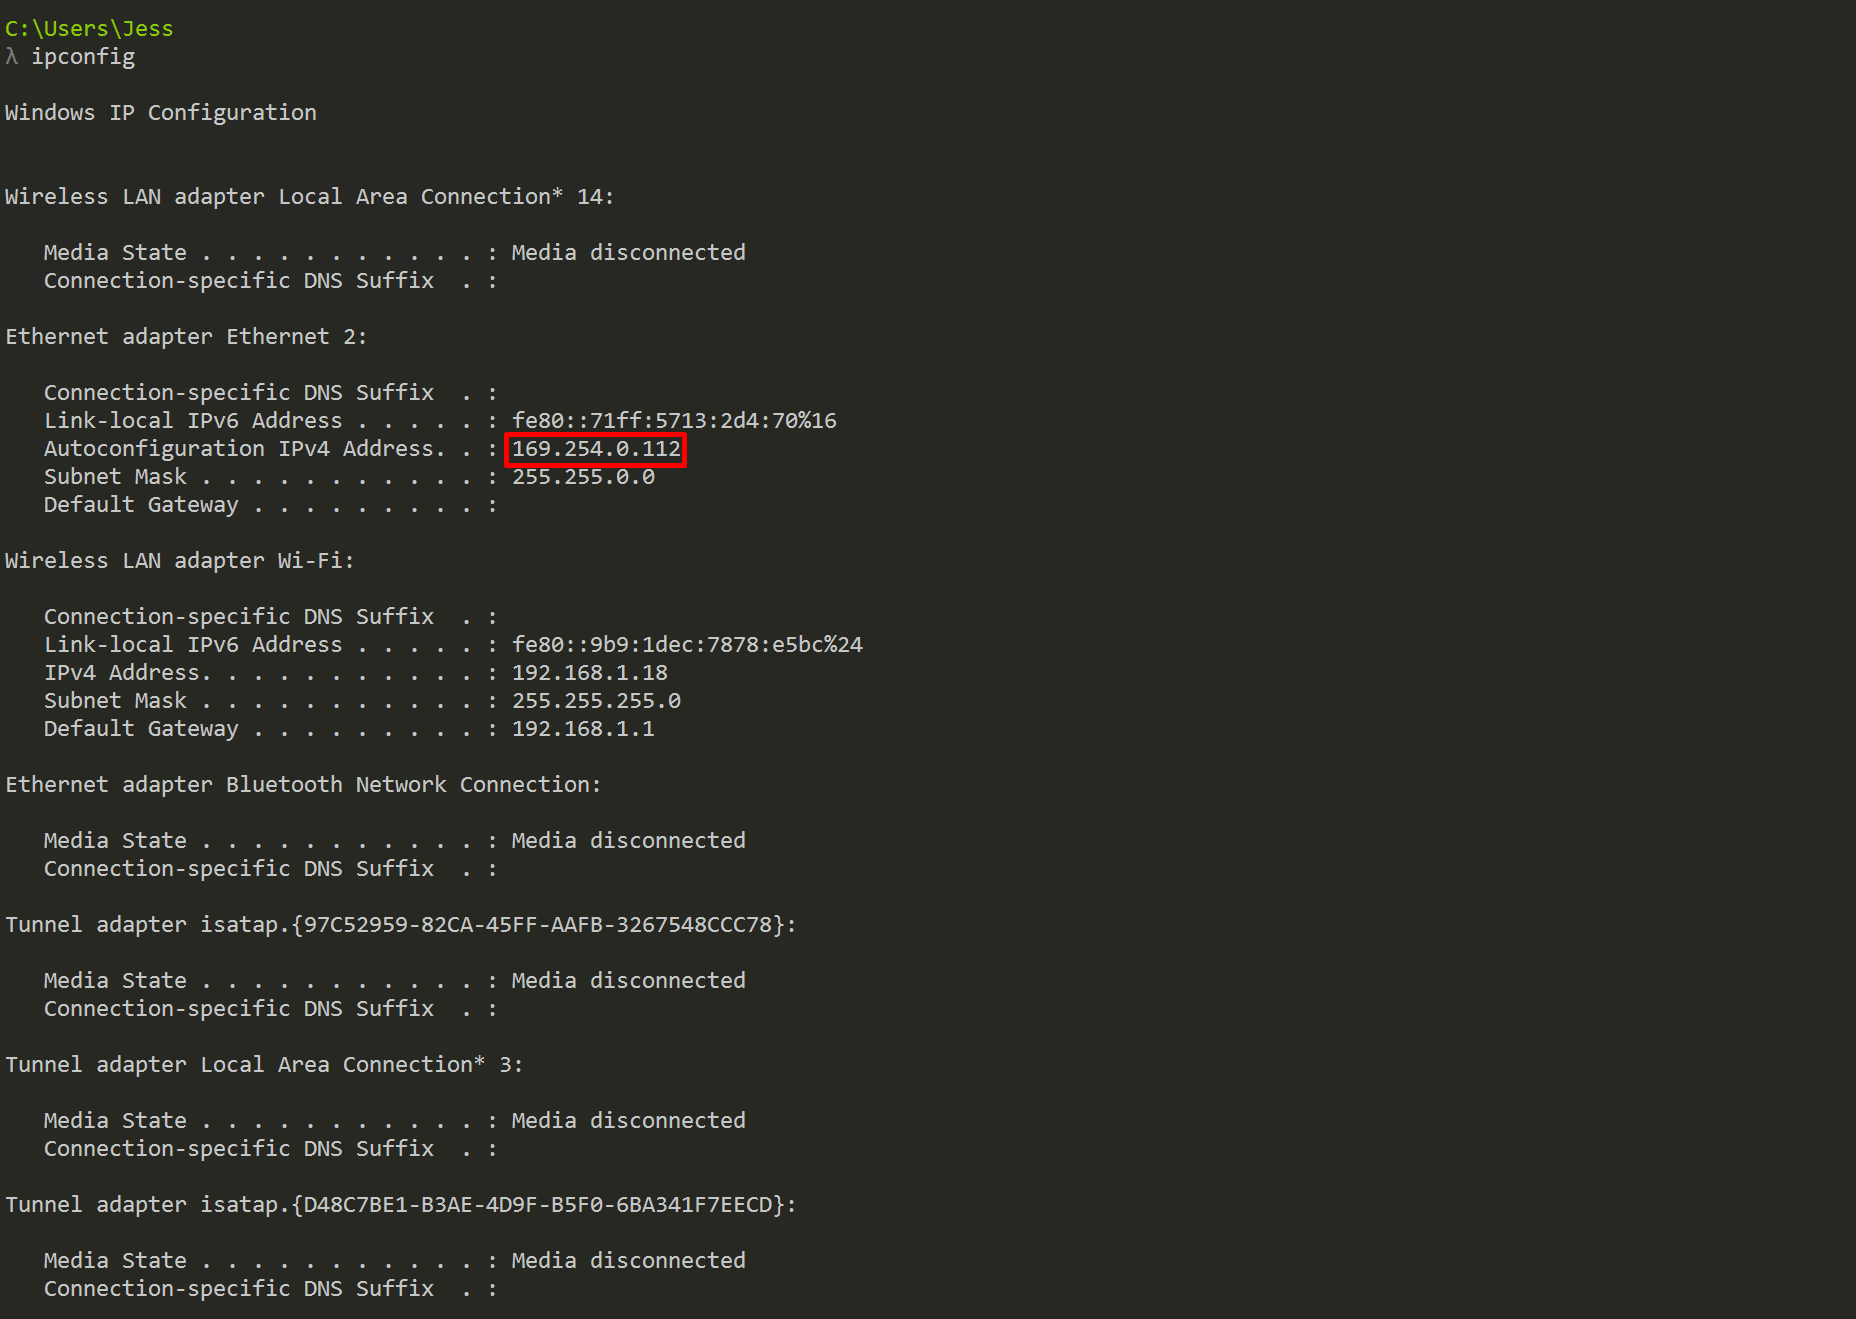 C:\Users\Jess
λ ipconfig
Windows IP Configuration
Wireless LAN adapter Local Area Connection* 14:
Media State . . . . . . . . . . . : Media disconnected
Connection-specific DNS Suffix  . :
Ethernet adapter Ethernet 2:
Connection-specific DNS Suffix  . :
Link-local IPv6 Address . . . . . : fe80::71ff:5713:2d4:70%16
Autoconfiguration IPv4 Address. . : 169.254.0.112
Subnet Mask . . . . . . . . . . . : 255.255.0.0
Default Gateway . . . . . . . . . :
Wireless LAN adapter Wi-Fi:
Connection-specific DNS Suffix  . :
Link-local IPv6 Address . . . . . : fe80::9b9:1dec:7878:e5bc%24
IPv4 Address. . . . . . . . . . . : 192.168.1.18
Subnet Mask . . . . . . . . . . . : 255.255.255.0
Default Gateway . . . . . . . . . : 192.168.1.1
Ethernet adapter Bluetooth Network Connection:
Media State . . . . . . . . . . . : Media disconnected
Connection-specific DNS Suffix  . :
Tunnel adapter isatap.{97C52959-82CA-45FF-AAFB-3267548CCC78}:
Media State . . . . . . . . . . . : Media disconnected
Connection-specific DNS Suffix  . :
Tunnel adapter Local Area Connection* 3:
Media State . . . . . . . . . . . : Media disconnected
Connection-specific DNS Suffix  . :
Tunnel adapter isatap.{D48C7BE1-B3AE-4D9F-B5F0-6BA341F7EECD}:
Media State . . . . . . . . . . . : Media disconnected
Connection-specific DNS Suffix  . :